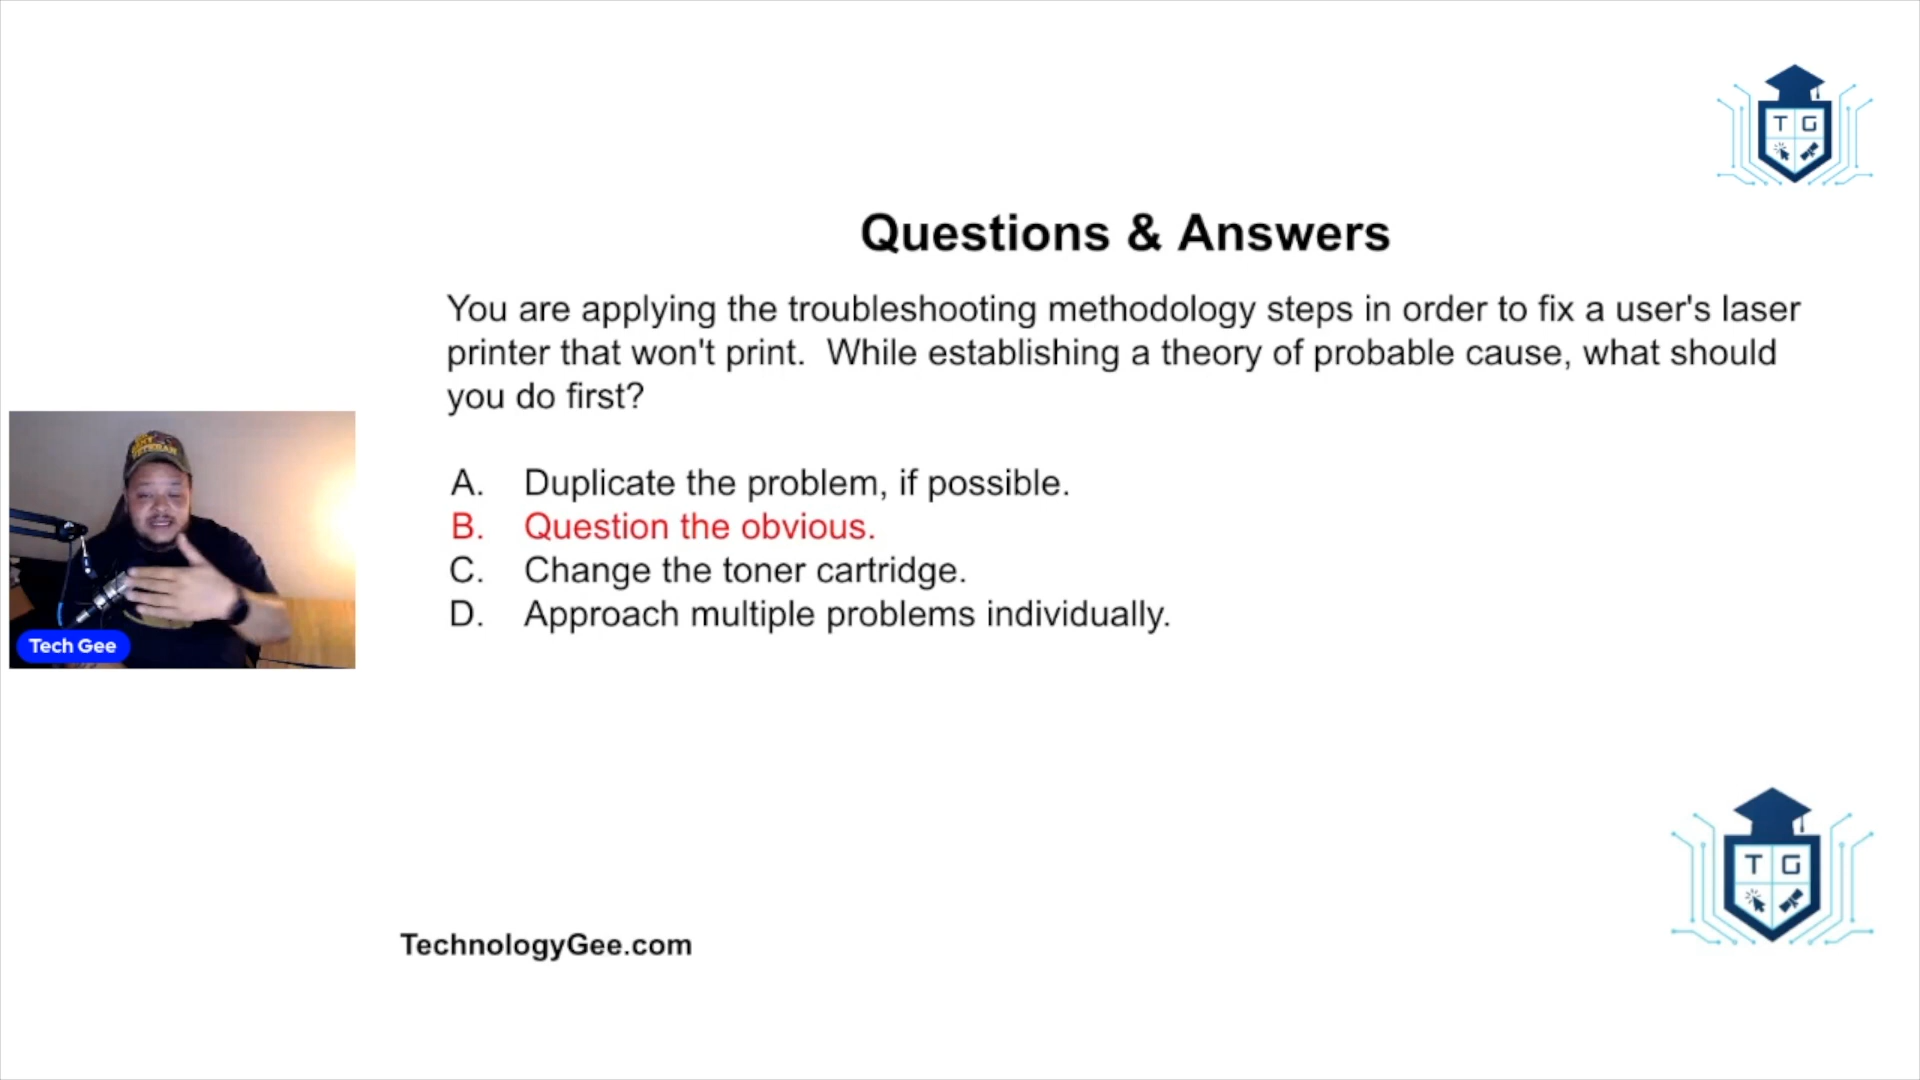 T G
Questions & Answers
You are applying the troubleshooting methodology steps in order to fix a user's laser
printer that won't print. While establishing a theory of probable cause, what should
you do first?
A. Duplicate the problem, if possible.
B. Question the obvious.
C. Change the toner cartridge.
D. Approach multiple problems individually.
VETERAN
Tech Gee
T G
TechnologyGee.com